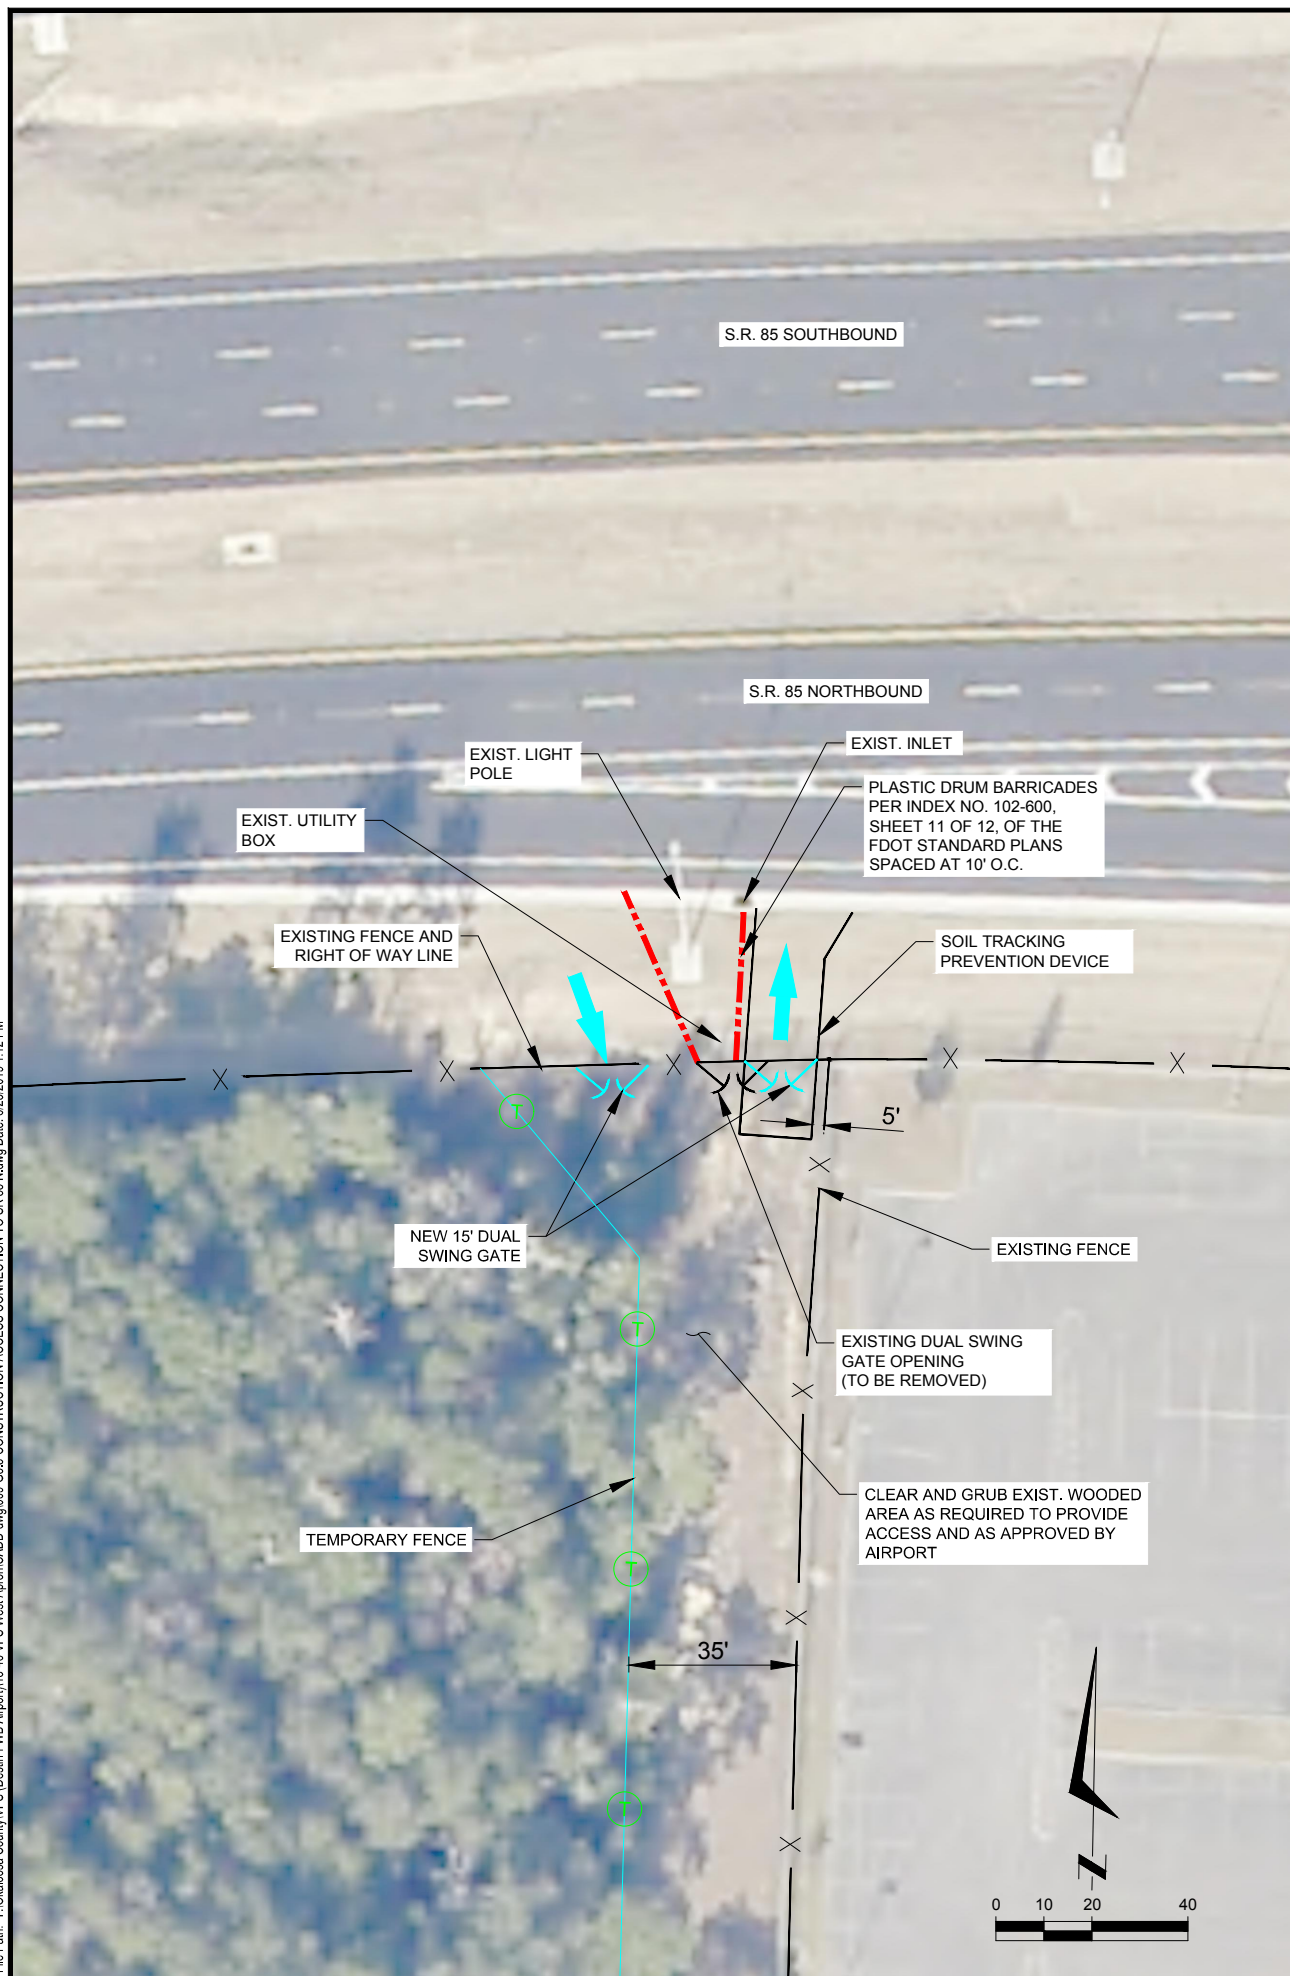 S.R. 85 SOUTHBOUND
S.R. 85 NORTHBOUND
EXIST. LIGHT
POLE
EXIST. INLET
PLASTIC DRUM BARRICADES
PER INDEX NO. 102-600,
SHEET 11 OF 12, OF THE
FDOT STANDARD PLANS
SPACED AT 10' O.C.
EXIST. UTILITY
BOX
EXISTING FENCE AND
RIGHT OF WAY LINE
SOIL TRACKING
PREVENTION DEVICE
X
X
X
X
X
T
5'
X
NEW 15' DUAL
SWING GATE
EXISTING FENCE
T
EXISTING DUAL SWING
GATE OPENING
(TO BE REMOVED)
X
CLEAR AND GRUB EXIST. WOODED
AREA AS REQUIRED TO PROVIDE
ACCESS AND AS APPROVED BY
AIRPORT
TEMPORARY FENCE
T
X
35'
T
X
N
0 10 20 40